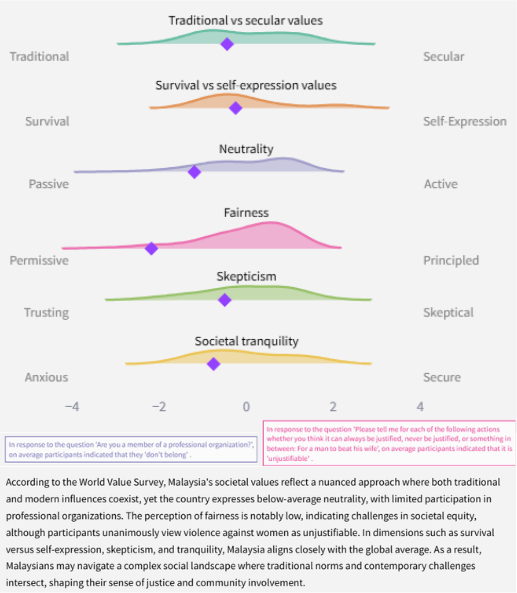 Traditional vs secular values
Traditional
Secular
Survival vs self-expression values
Survival
Self-Expression
Neutrality
Passive
Active
Fairness
Permissive
Principled
Skepticism
Trusting
Skeptical
Societal tranquility
Anxious
Secure
−4 −2 0 2 4
In response to the question 'Are you a member of a professional organization?',
on average participants indicated that they 'don't belong' .
In response to the question 'Please tell me for each of the following actions
whether you think it can always be justified, never be justified, or something in
between: For a man to beat his wife', on average participants indicated that it is
'unjustifiable' .
According to the World Value Survey, Malaysia's societal values reflect a nuanced approach where both traditional
and modern influences coexist, yet the country expresses below-average neutrality, with limited participation in
professional organizations. The perception of fairness is notably low, indicating challenges in societal equity,
although participants unanimously view violence against women as unjustifiable. In dimensions such as survival
versus self-expression, skepticism, and tranquility, Malaysia aligns closely with the global average. As a result,
Malaysians may navigate a complex social landscape where traditional norms and contemporary challenges
intersect, shaping their sense of justice and community involvement.